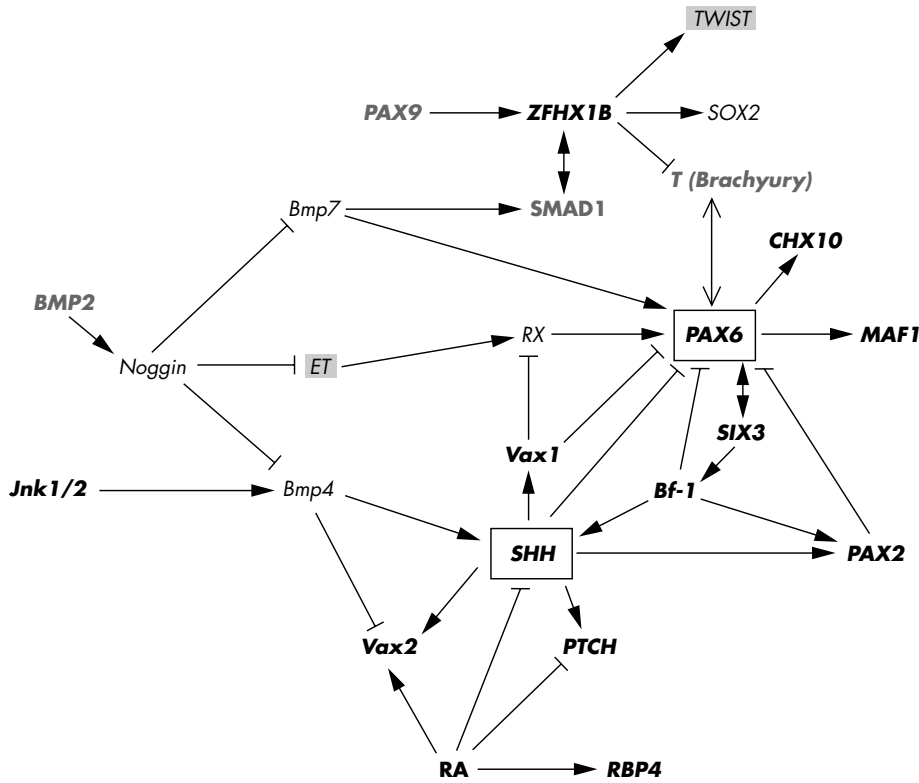 TWIST
PAX9
ZFHX1B
SOX2
T (Brachyury)
Bmp7
SMAD1
CHX10
BMP2
RX
PAX6
MAF1
Noggin
ET
SIX3
Vax1
Jnk1/2
Bmp4
Bf-1
SHH
PAX2
Vax2
PTCH
RA
RBP4